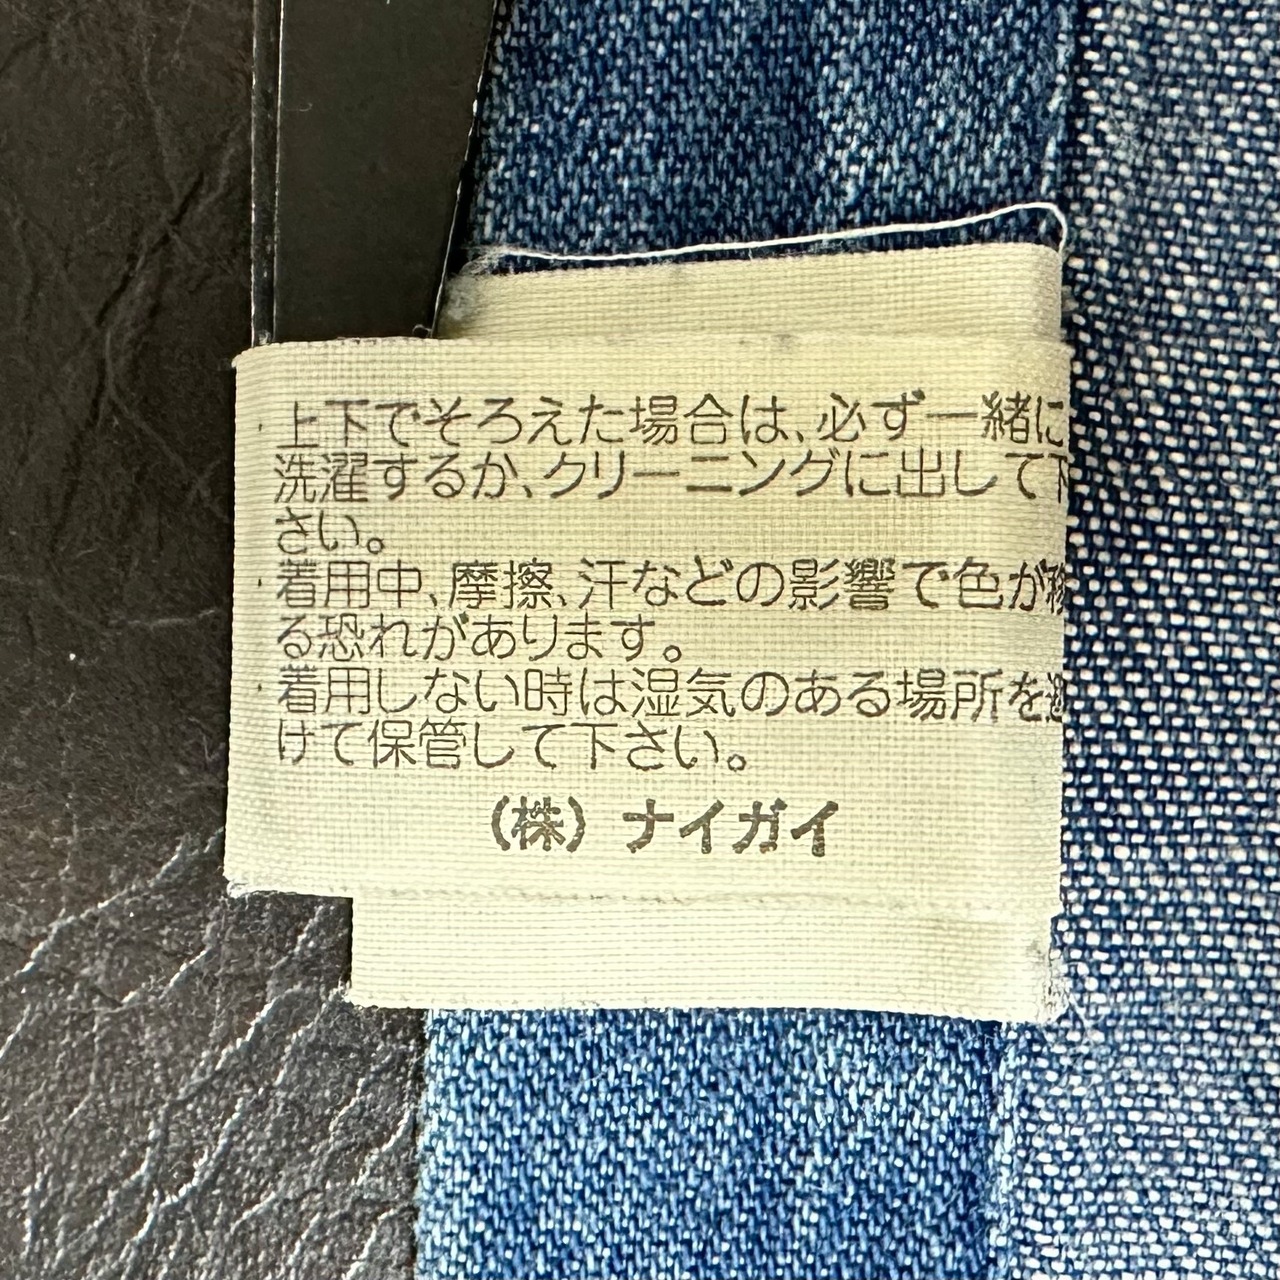 ・上下でそろえた場合は、必ず一緒に
洗濯するか、クリーニングに出して下
さい。
・着用中、摩擦、汗などの影響で色が移
る恐れがあります。
・着用しない時は湿気のある場所を避
けて保管して下さい。
(株) ナイガイ